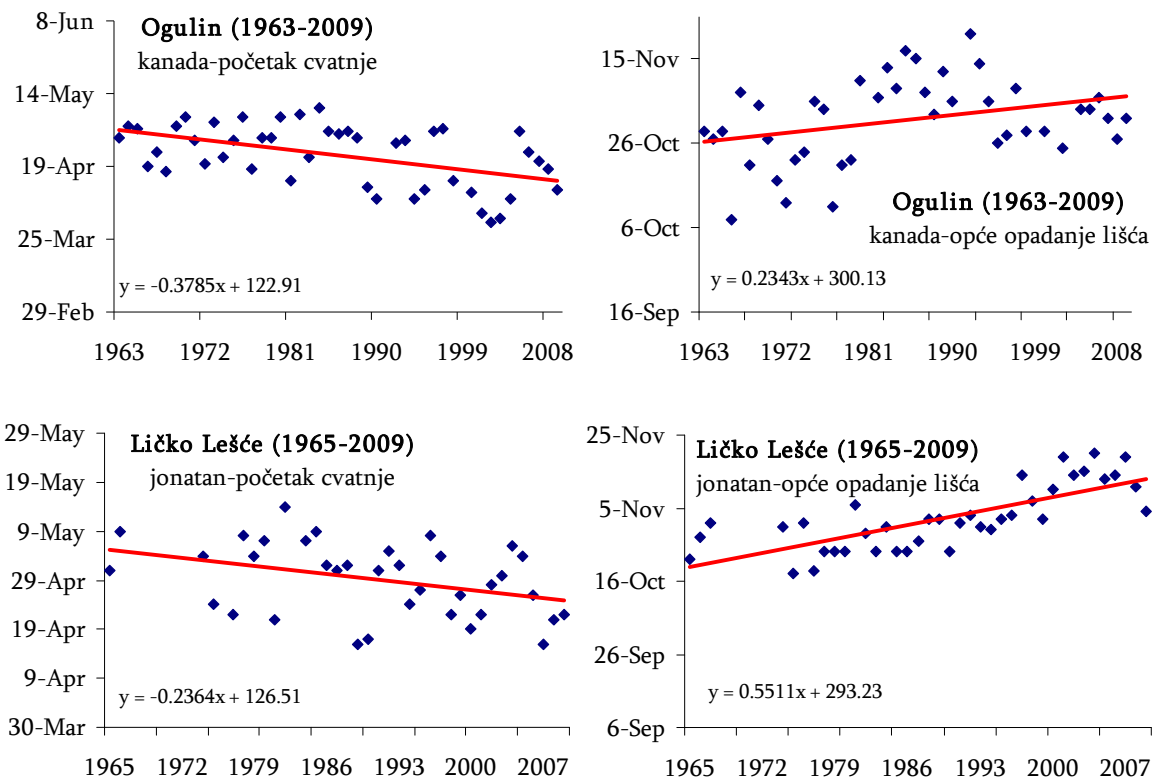 8-Jun
14-May
19-Apr
25-Mar
29-Feb
Ogulin (1963-2009)
kanada-početak cvatnje
y = -0.3785x + 122.91
1963 1972 1981 1990 1999 2008
15-Nov
26-Oct
6-Oct
16-Sep
Ogulin (1963-2009)
kanada-opće opadanje lišća
y = 0.2343x + 300.13
1963 1972 1981 1990 1999 2008
29-May
19-May
9-May
29-Apr
19-Apr
9-Apr
30-Mar
Ličko Lešće (1965-2009)
jonatan-početak cvatnje
y = -0.2364x + 126.51
1965 1972 1979 1986 1993 2000 2007
25-Nov
5-Nov
16-Oct
26-Sep
6-Sep
Ličko Lešće (1965-2009)
jonatan-opće opadanje lišća
y = 0.5511x + 293.23
1965 1972 1979 1986 1993 2000 2007